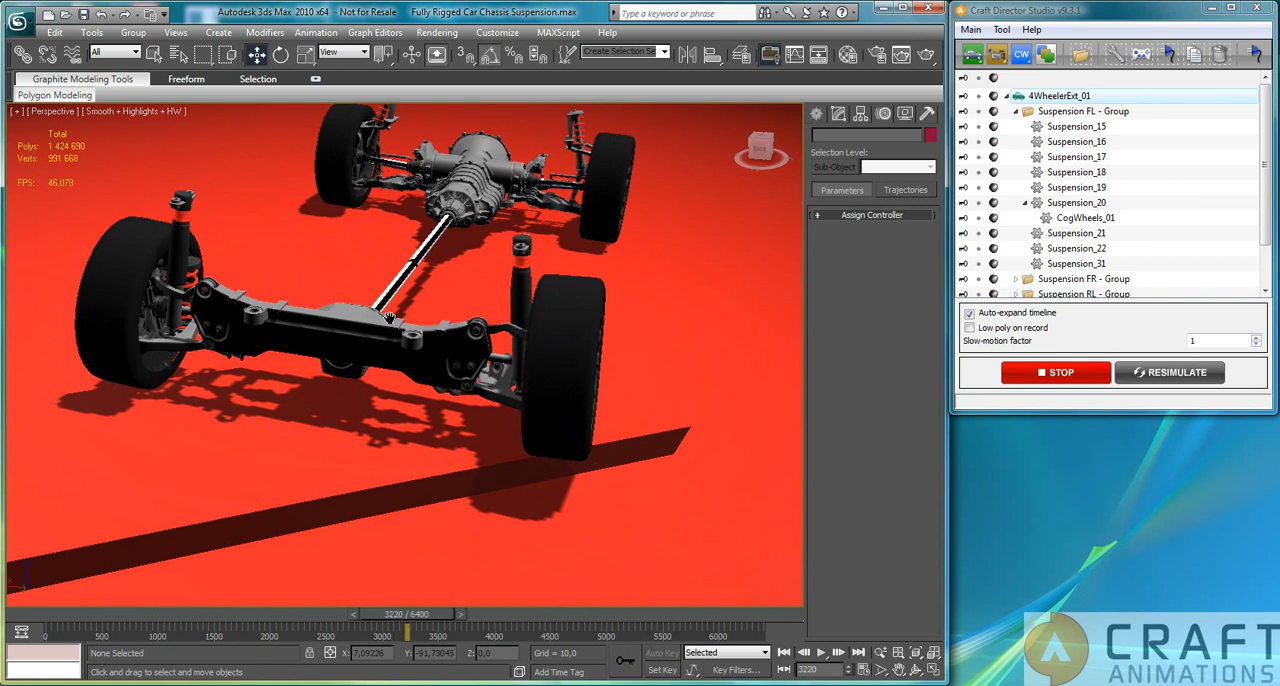 Autodesk 3ds Max 2010 x64 - Not for Resale Fully Rigged Car Chassis Suspension.max
Type a keyword or phrase
Edit Tools Group Views Create Modifiers Animation Graph Editors Rendering Customize MAXScript Help
All
View
Create Selection Se
Graphite Modeling Tools Freeform Selection
Polygon Modeling
[ + ] [ Perspective ] [ Smooth + Highlights + HW ]
Total
Polys: 1 424 690
Verts: 991 668
FPS: 46,078
BACK
Selection Level:
Sub-Object
Parameters Trajectories
+ Assign Controller
< 3220 / 6400 >
0 500 1000 1500 2000 2500 3000 3500 4000 4500 5000 5500 6000
None Selected X: 7,09226 Y: -91,73045 Z: 0,0 Grid = 10,0 Auto Key Selected
Click and drag to select and move objects Add Time Tag Set Key Key Filters... 3220
Craft Director Studio v9.3.1
Main Tool Help
CW
4WheelerExt_01
Suspension FL - Group
Suspension_15
Suspension_16
Suspension_17
Suspension_18
Suspension_19
Suspension_20
CogWheels_01
Suspension_21
Suspension_22
Suspension_31
Suspension FR - Group
Suspension RL - Group
Auto-expand timeline
Low poly on record
Slow-motion factor 1
STOP RESIMULATE
CRAFT
ANIMATIONS